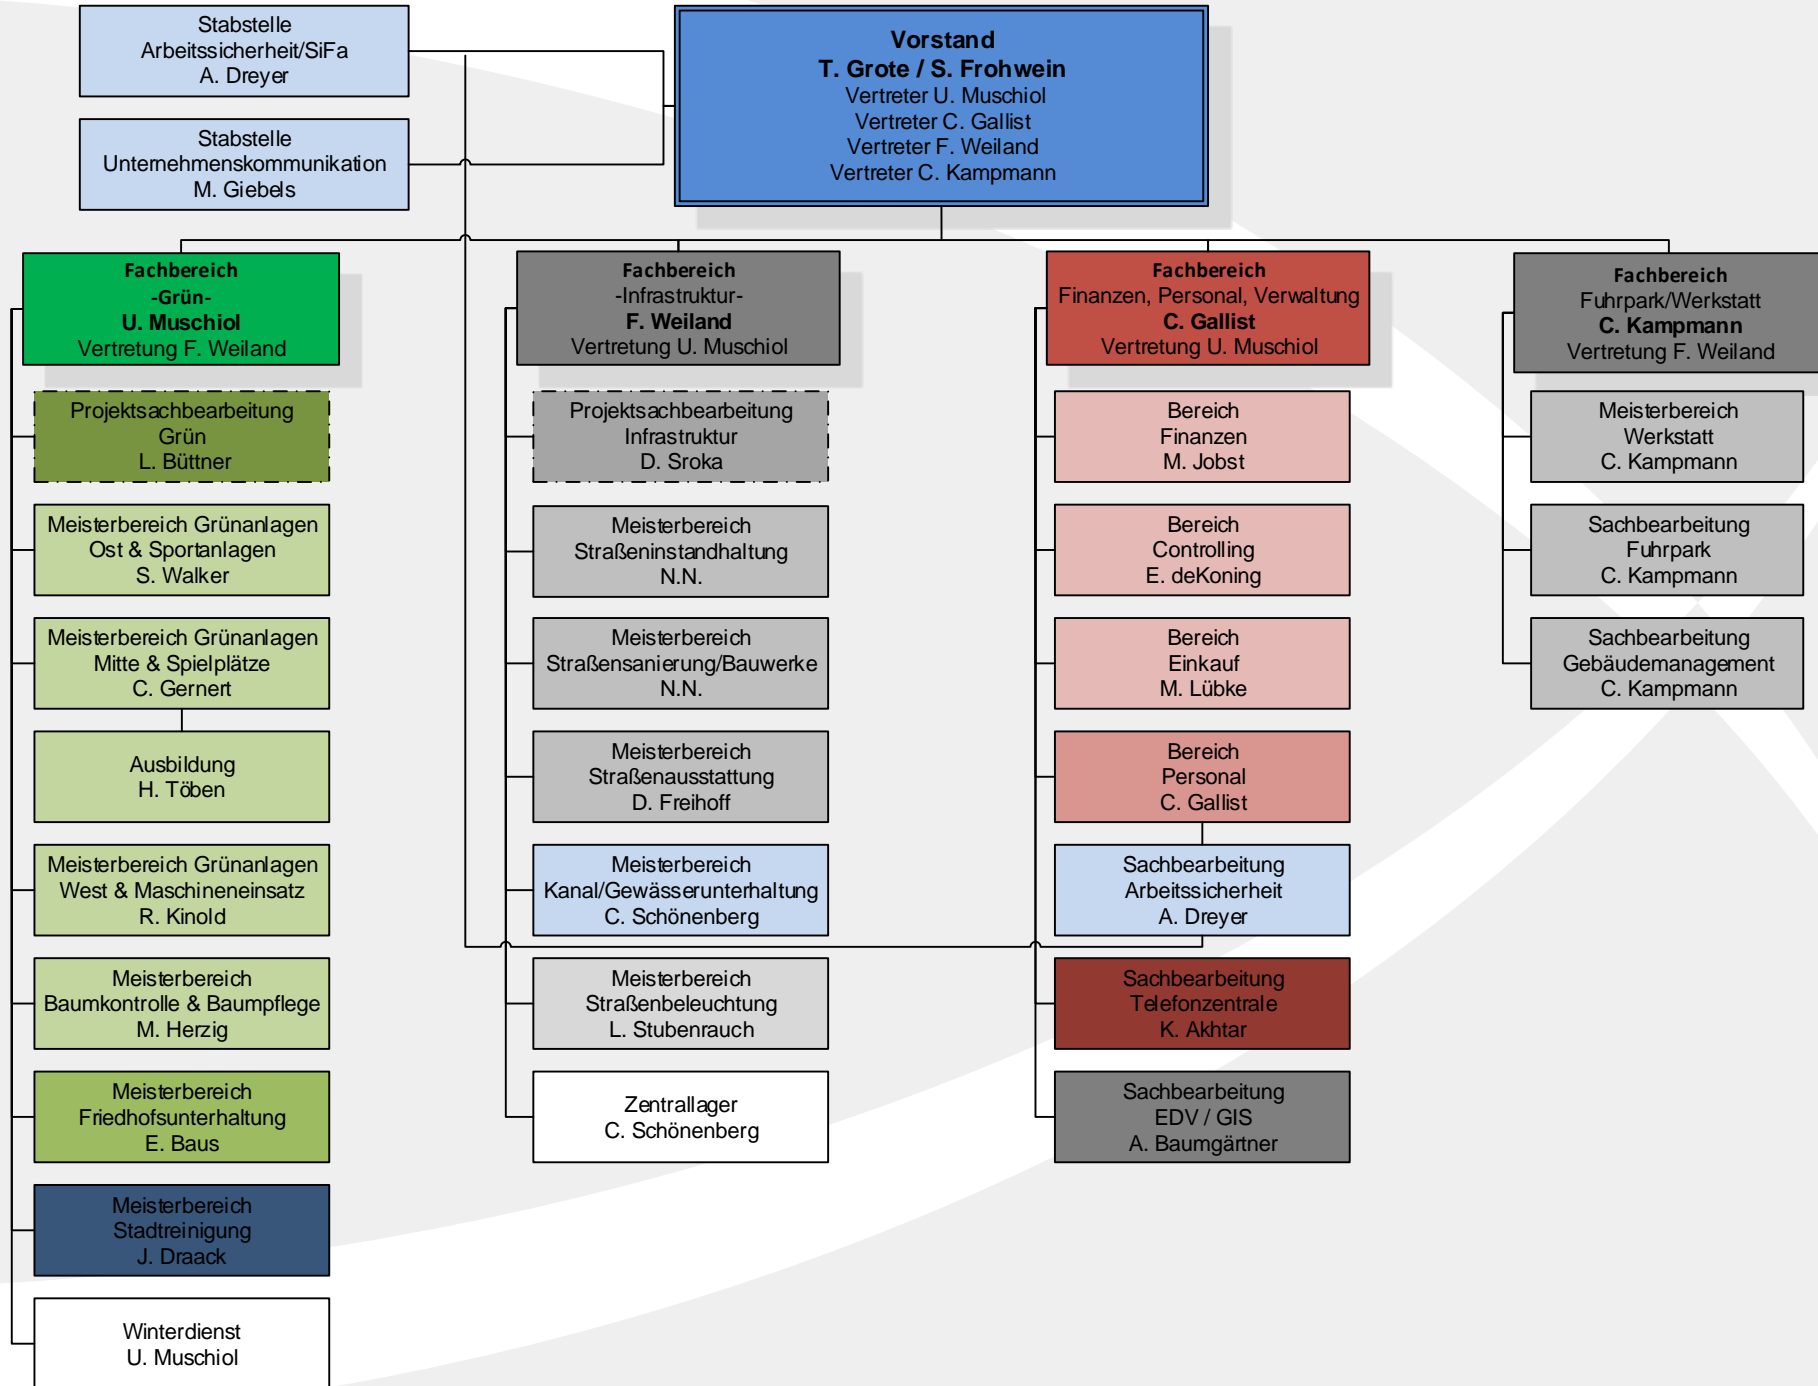 Stabstelle
Arbeitssicherheit/SiFa
A. Dreyer
Stabstelle
Unternehmenskommunikation
M. Giebels
Vorstand
T. Grote / S. Frohwein
Vertreter U. Muschiol
Vertreter C. Gallist
Vertreter F. Weiland
Vertreter C. Kampmann
Fachbereich
-Grün-
U. Muschiol
Vertretung F. Weiland
Projektsachbearbeitung
Grün
L. Büttner
Meisterbereich Grünanlagen
Ost & Sportanlagen
S. Walker
Meisterbereich Grünanlagen
Mitte & Spielplätze
C. Gernert
Ausbildung
H. Töben
Meisterbereich Grünanlagen
West & Maschineneinsatz
R. Kinold
Meisterbereich
Baumkontrolle & Baumpflege
M. Herzig
Meisterbereich
Friedhofsunterhaltung
E. Baus
Meisterbereich
Stadtreinigung
J. Draack
Winterdienst
U. Muschiol
Fachbereich
-Infrastruktur-
F. Weiland
Vertretung U. Muschiol
Projektsachbearbeitung
Infrastruktur
D. Sroka
Meisterbereich
Straßeninstandhaltung
N.N.
Meisterbereich
Straßensanierung/Bauwerke
N.N.
Meisterbereich
Straßenausstattung
D. Freihoff
Meisterbereich
Kanal/Gewässerunterhaltung
C. Schönenberg
Meisterbereich
Straßenbeleuchtung
L. Stubenrauch
Zentrallager
C. Schönenberg
Fachbereich
Finanzen, Personal, Verwaltung
C. Gallist
Vertretung U. Muschiol
Bereich
Finanzen
M. Jobst
Bereich
Controlling
E. deKoning
Bereich
Einkauf
M. Lübke
Bereich
Personal
C. Gallist
Sachbearbeitung
Arbeitssicherheit
A. Dreyer
Sachbearbeitung
Telefonzentrale
K. Akhtar
Sachbearbeitung
EDV / GIS
A. Baumgärtner
Fachbereich
Fuhrpark/Werkstatt
C. Kampmann
Vertretung F. Weiland
Meisterbereich
Werkstatt
C. Kampmann
Sachbearbeitung
Fuhrpark
C. Kampmann
Sachbearbeitung
Gebäudemanagement
C. Kampmann